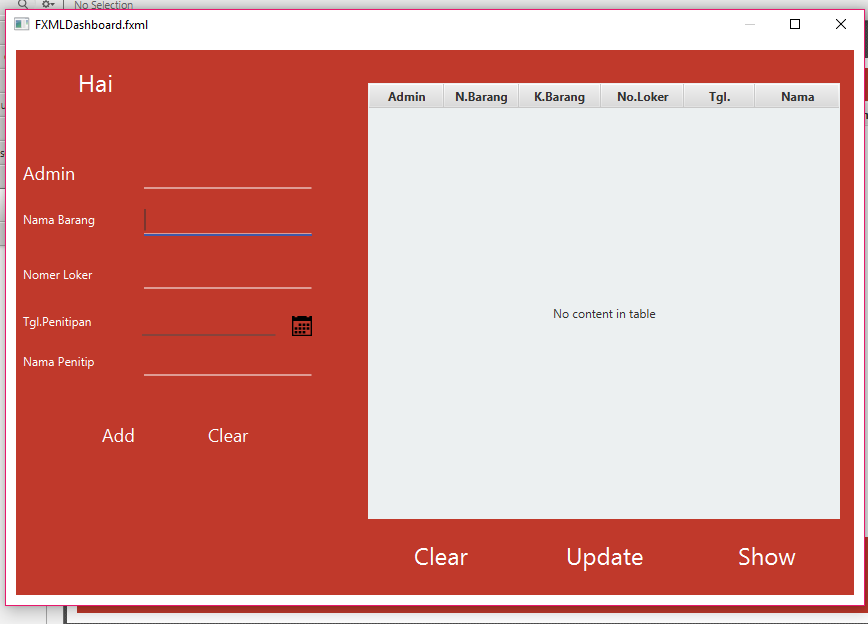 No Selection
FXMLDashboard.fxml
Hai
Admin
Nama Barang
Nomer Loker
Tgl.Penitipan
Nama Penitip
Add Clear
Admin N.Barang K.Barang No.Loker Tgl. Nama
No content in table
Clear Update Show